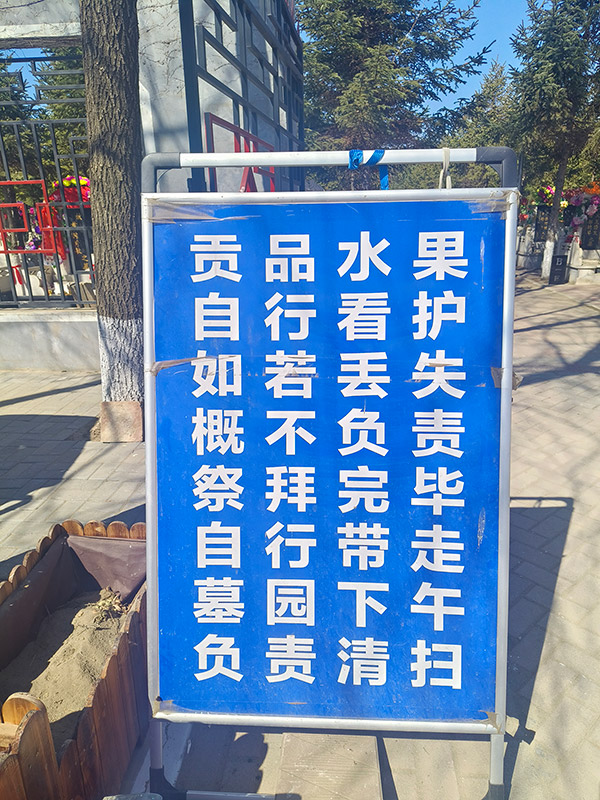 贡品水果
自行看护
如若丢失
概不负责
祭拜完毕
自行带走
墓园下午
负责清扫